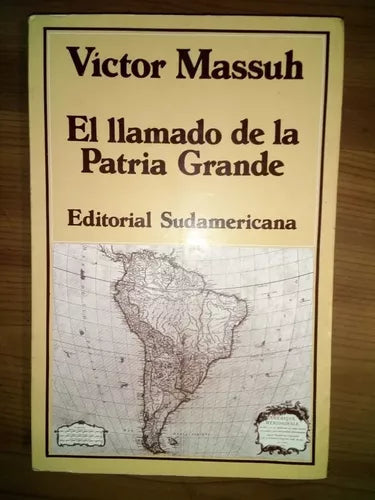 Víctor Massuh
El llamado de la
Patria Grande
Editorial Sudamericana